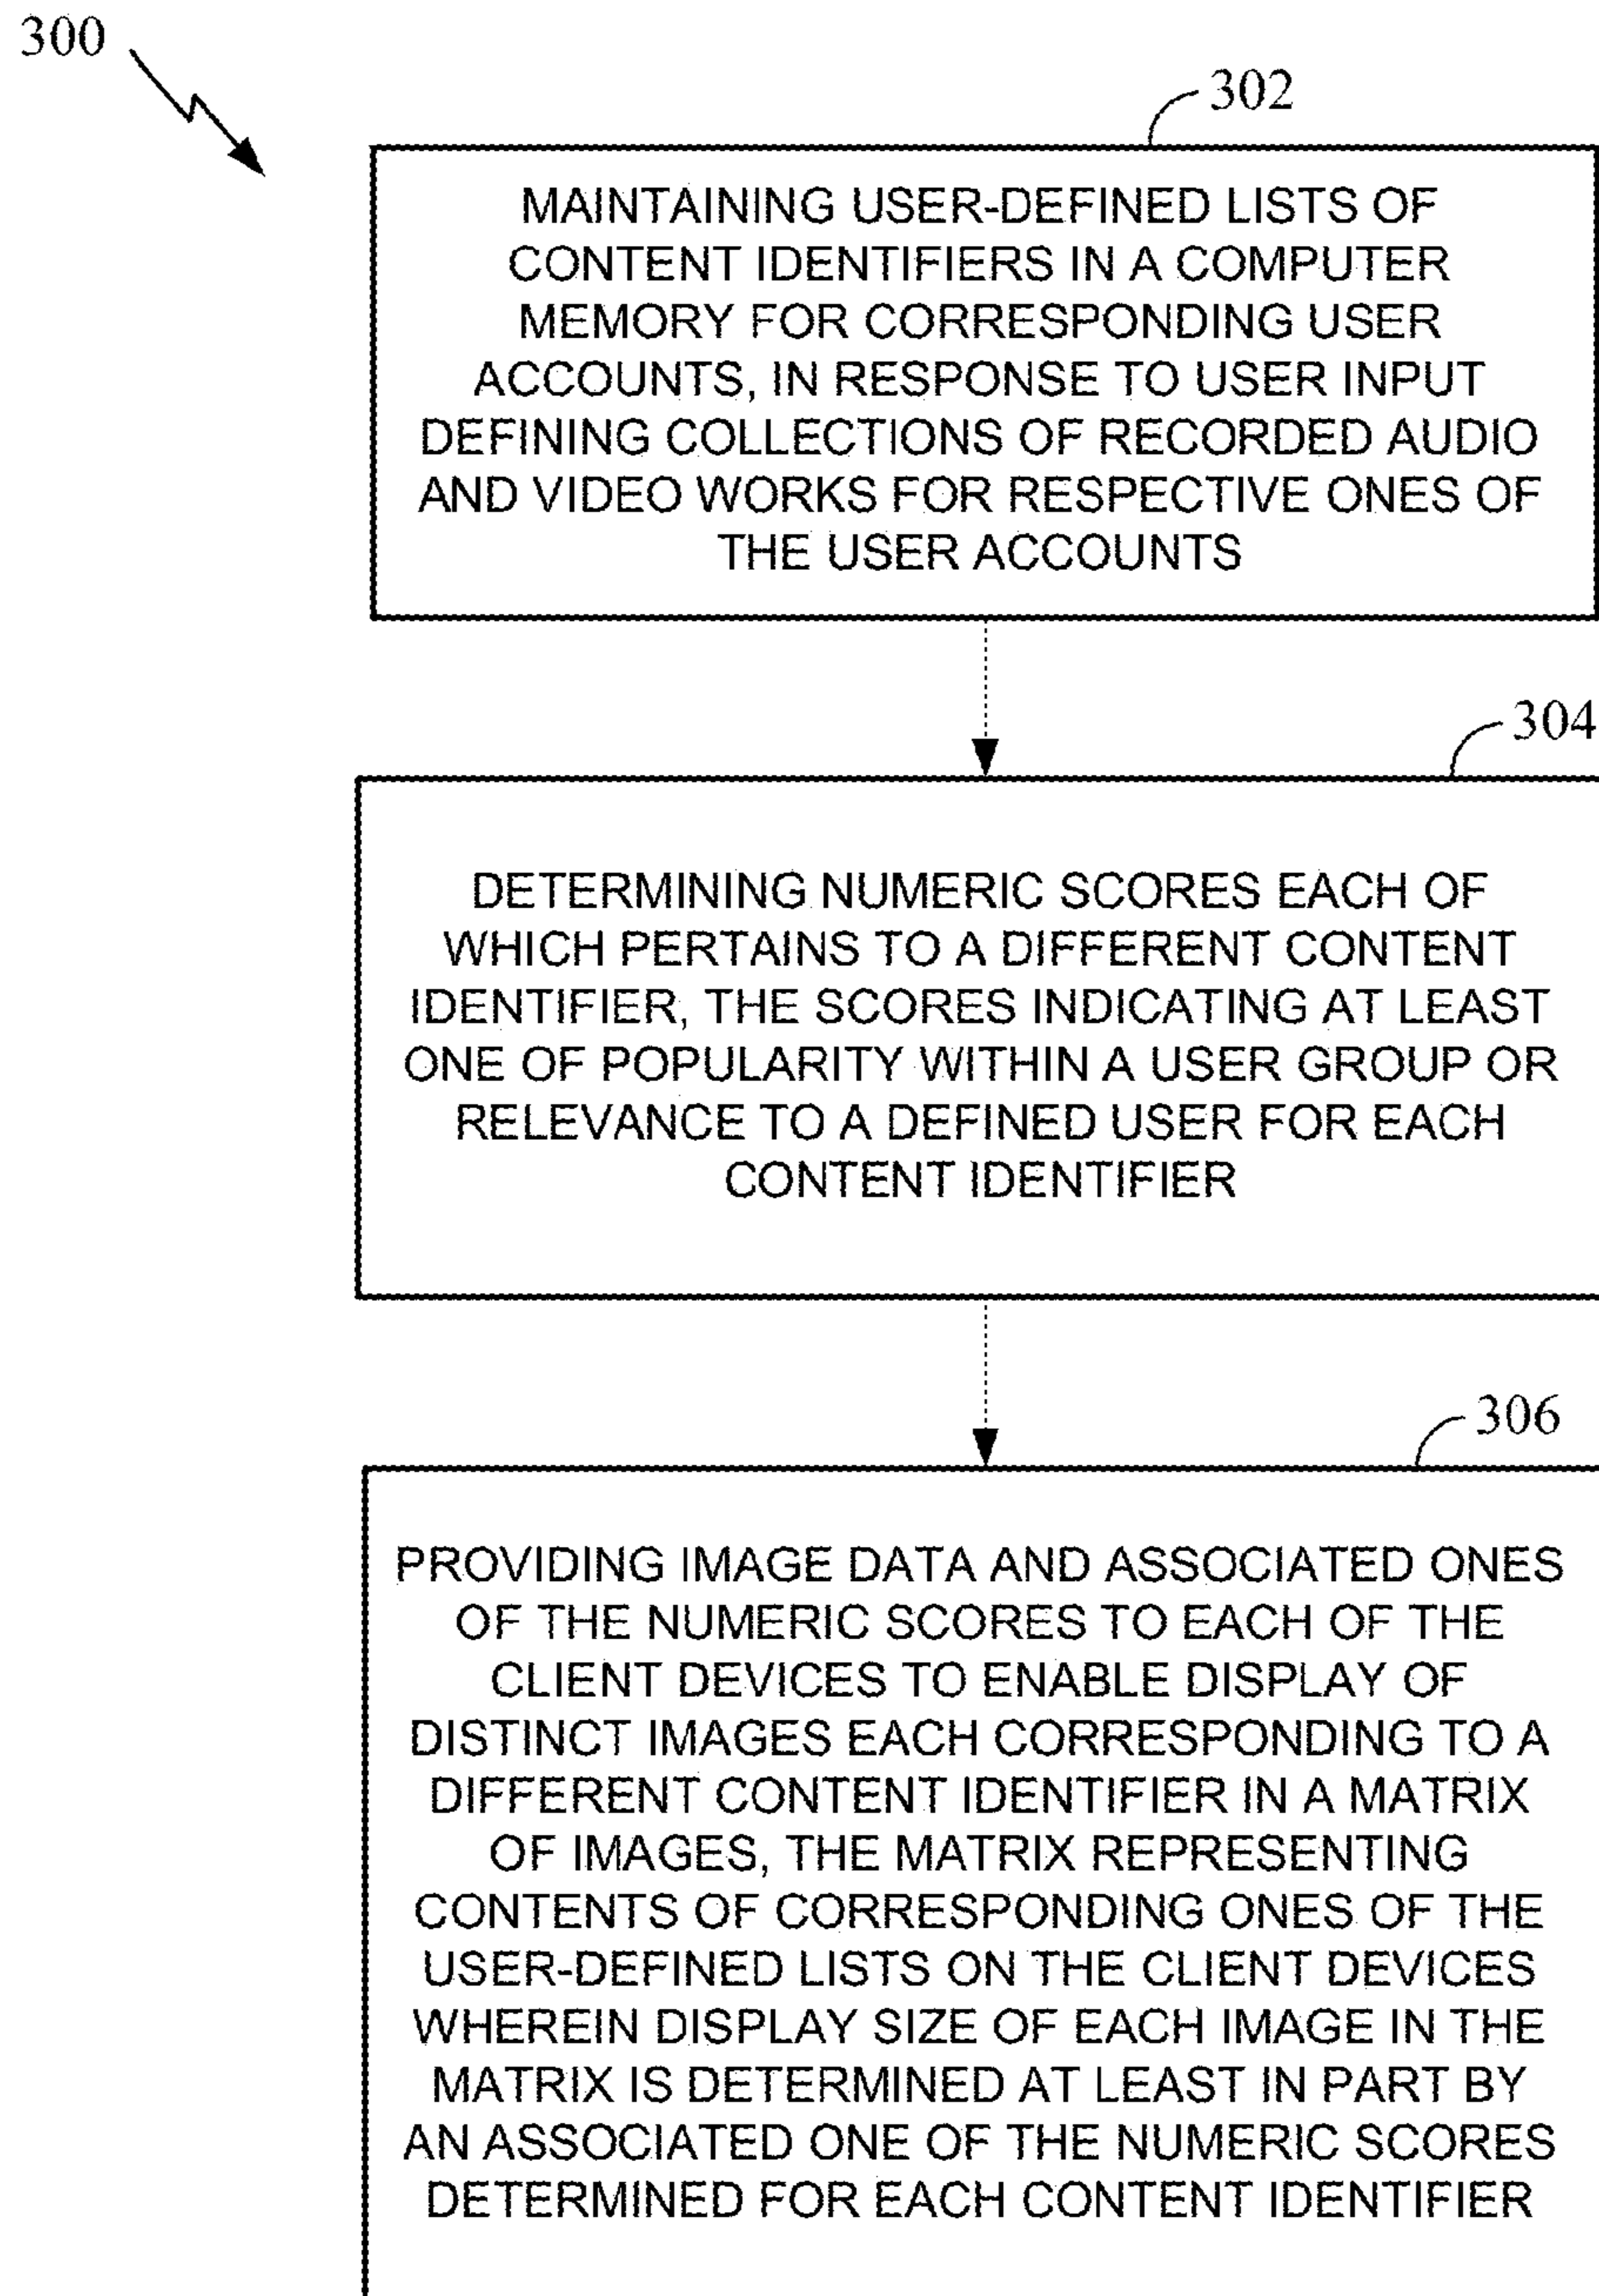 300
302
MAINTAINING USER-DEFINED LISTS OF
CONTENT IDENTIFIERS IN A COMPUTER
MEMORY FOR CORRESPONDING USER
ACCOUNTS, IN RESPONSE TO USER INPUT
DEFINING COLLECTIONS OF RECORDED AUDIO
AND VIDEO WORKS FOR RESPECTIVE ONES OF
THE USER ACCOUNTS
304
DETERMINING NUMERIC SCORES EACH OF
WHICH PERTAINS TO A DIFFERENT CONTENT
IDENTIFIER, THE SCORES INDICATING AT LEAST
ONE OF POPULARITY WITHIN A USER GROUP OR
RELEVANCE TO A DEFINED USER FOR EACH
CONTENT IDENTIFIER
306
PROVIDING IMAGE DATA AND ASSOCIATED ONES
OF THE NUMERIC SCORES TO EACH OF THE
CLIENT DEVICES TO ENABLE DISPLAY OF
DISTINCT IMAGES EACH CORRESPONDING TO A
DIFFERENT CONTENT IDENTIFIER IN A MATRIX
OF IMAGES, THE MATRIX REPRESENTING
CONTENTS OF CORRESPONDING ONES OF THE
USER-DEFINED LISTS ON THE CLIENT DEVICES
WHEREIN DISPLAY SIZE OF EACH IMAGE IN THE
MATRIX IS DETERMINED AT LEAST IN PART BY
AN ASSOCIATED ONE OF THE NUMERIC SCORES
DETERMINED FOR EACH CONTENT IDENTIFIER